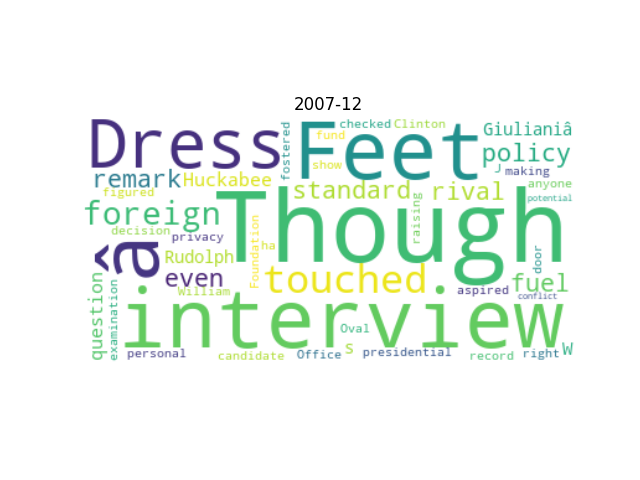 2007-12
Dress
Feet
fostered
checked
Clinton
fund
show
Giulianiâ
policy
J
making
anyone
potential
remark
Huckabee
figured
standard
rival
foreign
decision
privacy
Though
raising
Foundation
ha
Rudolph
â
even
William
touched
aspired
door
fuel
conflict
question
examination
interview
Oval
s
personal
candidate
Office
presidential
record
right
W